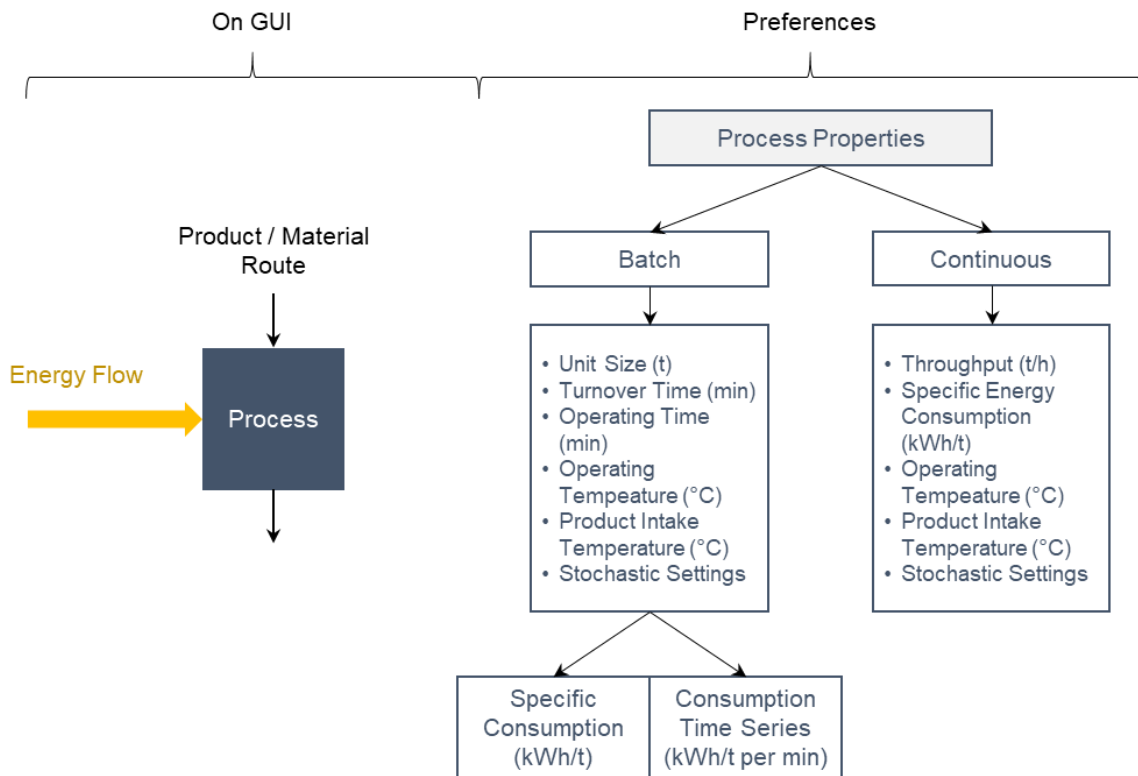 On GUI
Preferences
Process Properties
Product / Material
Route
Energy Flow
Process
Batch
Continuous
• Unit Size (t)
• Turnover Time (min)
• Operating Time
(min)
• Operating
Tempeature (°C)
• Product Intake
Temperature (°C)
• Stochastic Settings
• Throughput (t/h)
• Specific Energy
Consumption
(kWh/t)
• Operating
Tempeature (°C)
• Product Intake
Temperature (°C)
• Stochastic Settings
Specific
Consumption
(kWh/t)
Consumption
Time Series
(kWh/t per min)